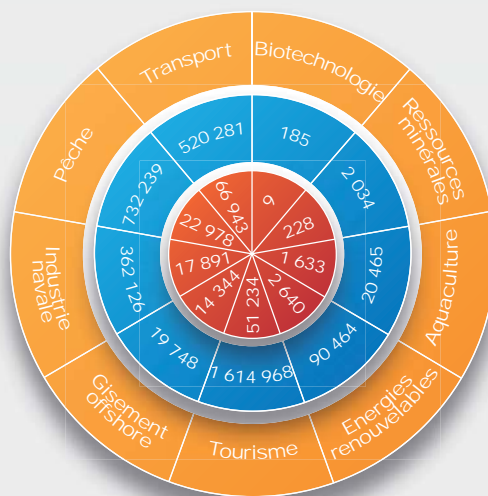 Biotechnologie
Ressources
minérales
Aquaculture
Energies
renouvelables
Tourisme
Gisement
offshore
Industrie
navale
Pêche
Transport
185
2 034
20 465
90 464
1 614 968
19 748
362 126
732 239
520 281
9
228
1 633
2 640
51 234
14 344
17 891
22 978
66 943